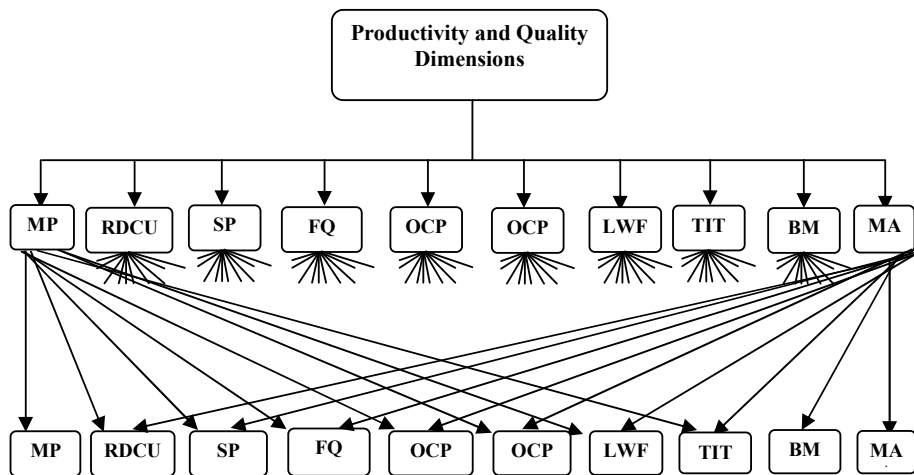 Productivity and Quality
Dimensions
MP RDCU SP FQ OCP OCP LWF TIT BM MA
MP RDCU SP FQ OCP OCP LWF TIT BM MA